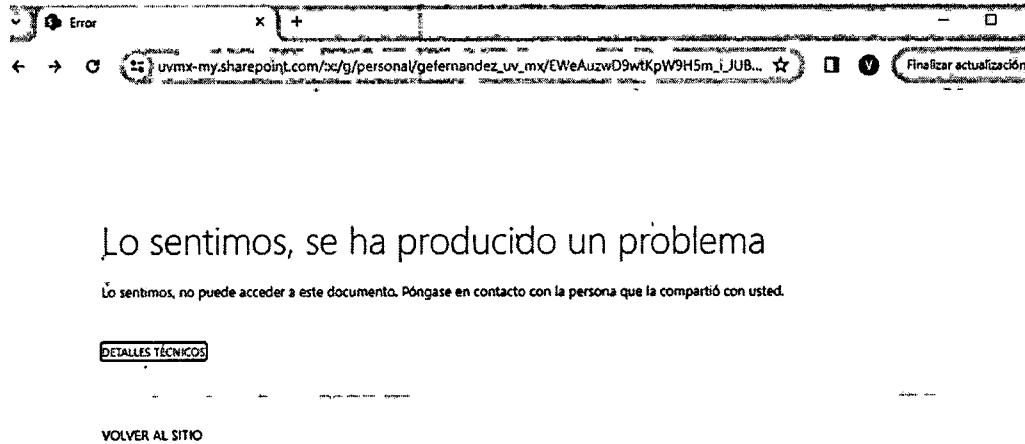 Error
uvmx-my.sharepoint.com/:x:/g/personal/gefernandez_uv_mx/EWeAuzwD9wtKpW9H5m_i_JUB...
V
Finalizar actualización
Lo sentimos, se ha producido un problema
Lo sentimos, no puede acceder a este documento. Póngase en contacto con la persona que la compartió con usted.
DETALLES TÉCNICOS
VOLVER AL SITIO